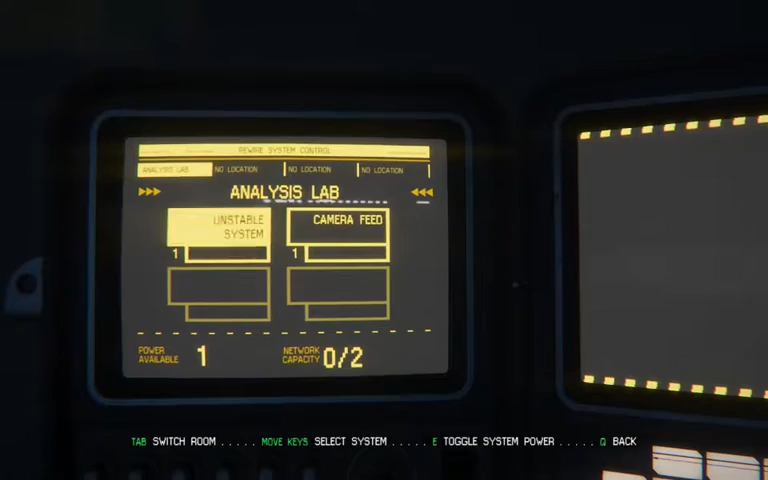 REWIRE SYSTEM CONTROL
ANALYSIS LAB NO LOCATION NO LOCATION NO LOCATION
ANALYSIS LAB
UNSTABLE SYSTEM
1
CAMERA FEED
1
POWER AVAILABLE 1
NETWORK CAPACITY 0/2
TAB SWITCH ROOM ..... MOVE KEYS SELECT SYSTEM ..... E TOGGLE SYSTEM POWER ..... Q BACK